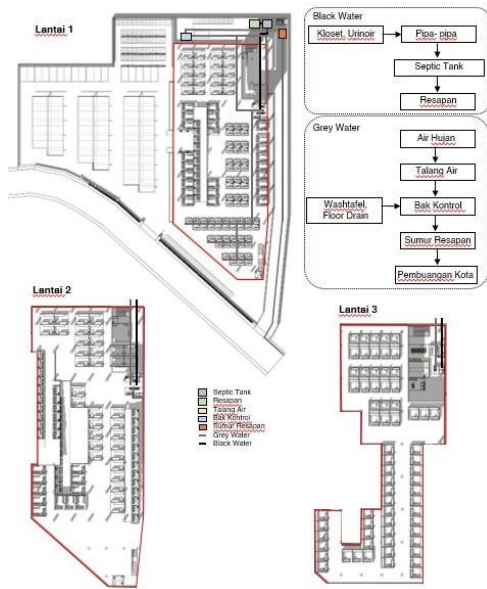 Lantai 1
Black Water
Kloset, Urinoir
Pipa- pipa
Septic Tank
Resapan
Grey Water
Air Hujan
Talang Air
Washtafel,
Floor Drain
Bak Kontrol
Sumur Resapan
Pembuangan Kota
Lantai 2
Lantai 3
Septic Tank
Resapan
Talang Air
Bak Kontrol
Sumur Resapan
Grey Water
Black Water